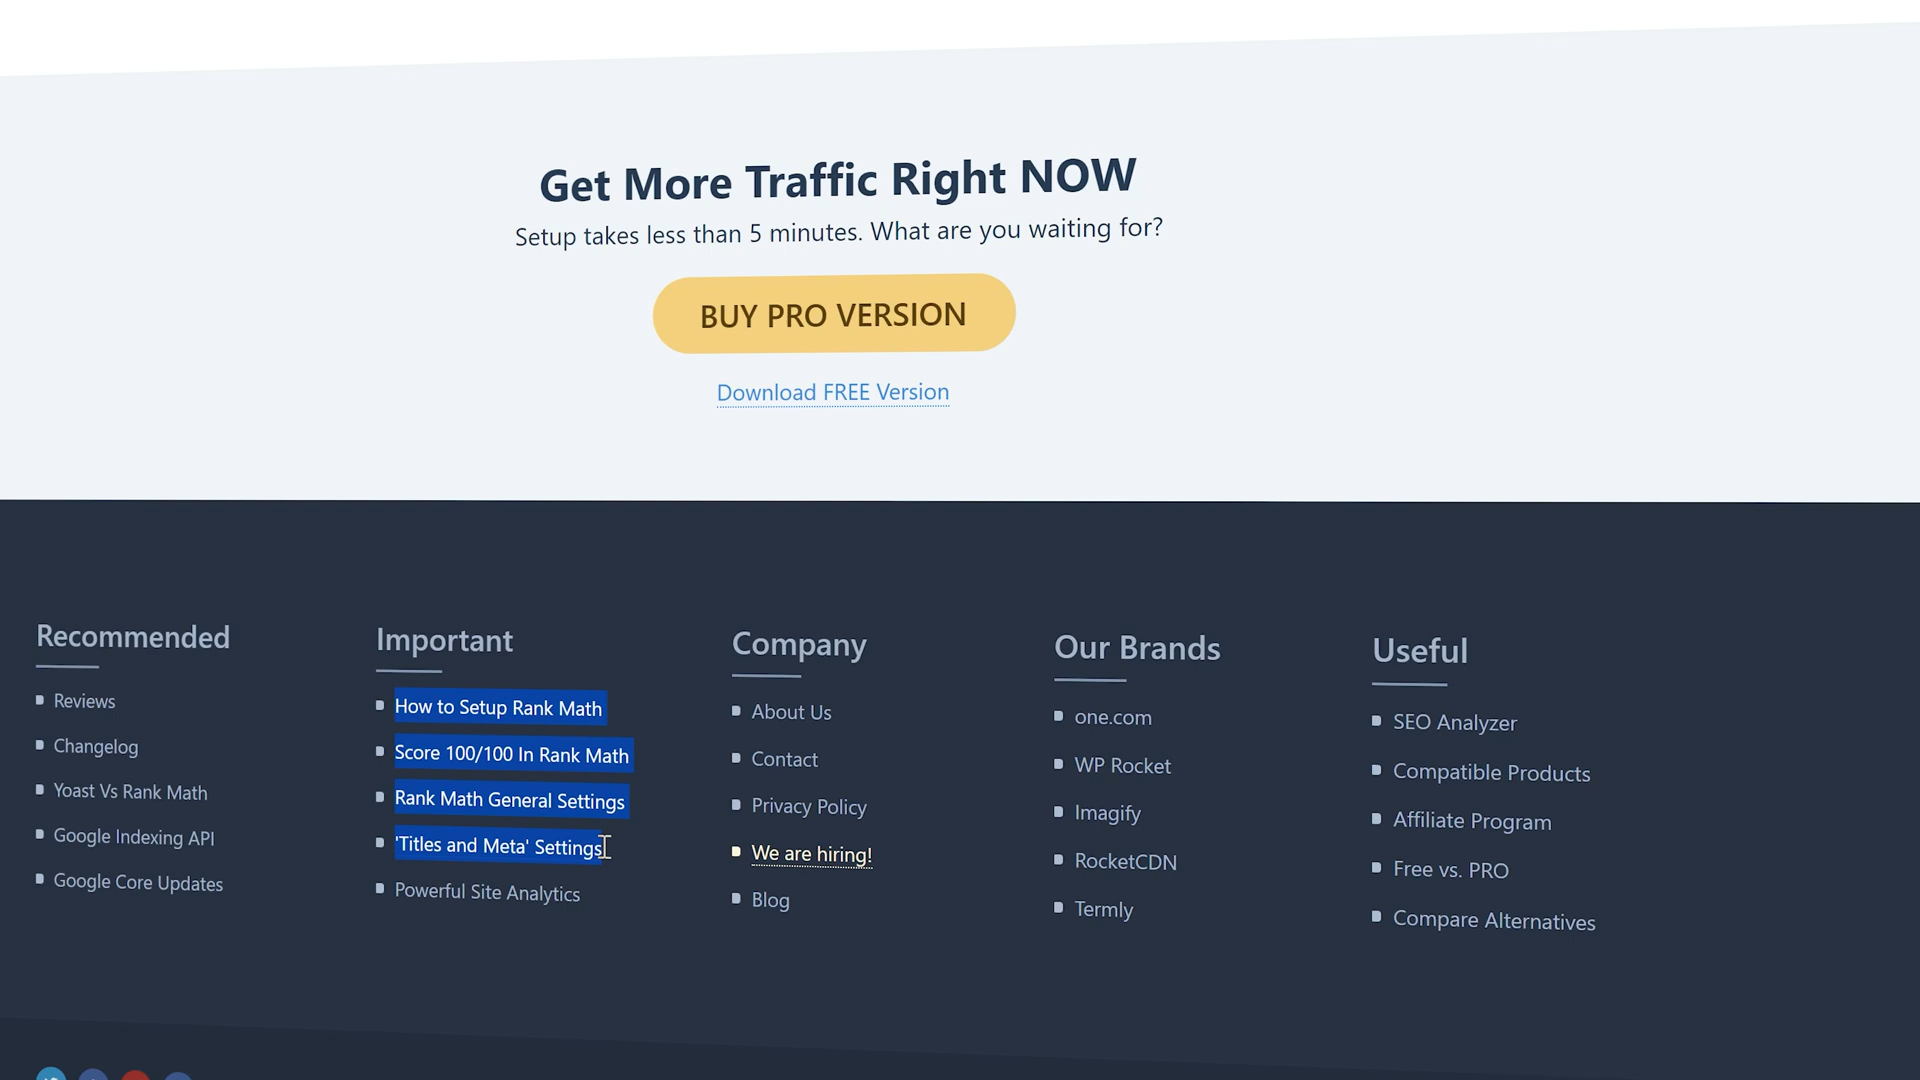 Get More Traffic Right NOW
Setup takes less than 5 minutes. What are you waiting for?
BUY PRO VERSION
Download FREE Version
Recommended
Reviews
Changelog
Yoast Vs Rank Math
Google Indexing API
Google Core Updates
Important
How to Setup Rank Math
Score 100/100 In Rank Math
Rank Math General Settings
'Titles and Meta' Settings
Powerful Site Analytics
Company
About Us
Contact
Privacy Policy
We are hiring!
Blog
Our Brands
one.com
WP Rocket
Imagify
RocketCDN
Termly
Useful
SEO Analyzer
Compatible Products
Affiliate Program
Free vs. PRO
Compare Alternatives